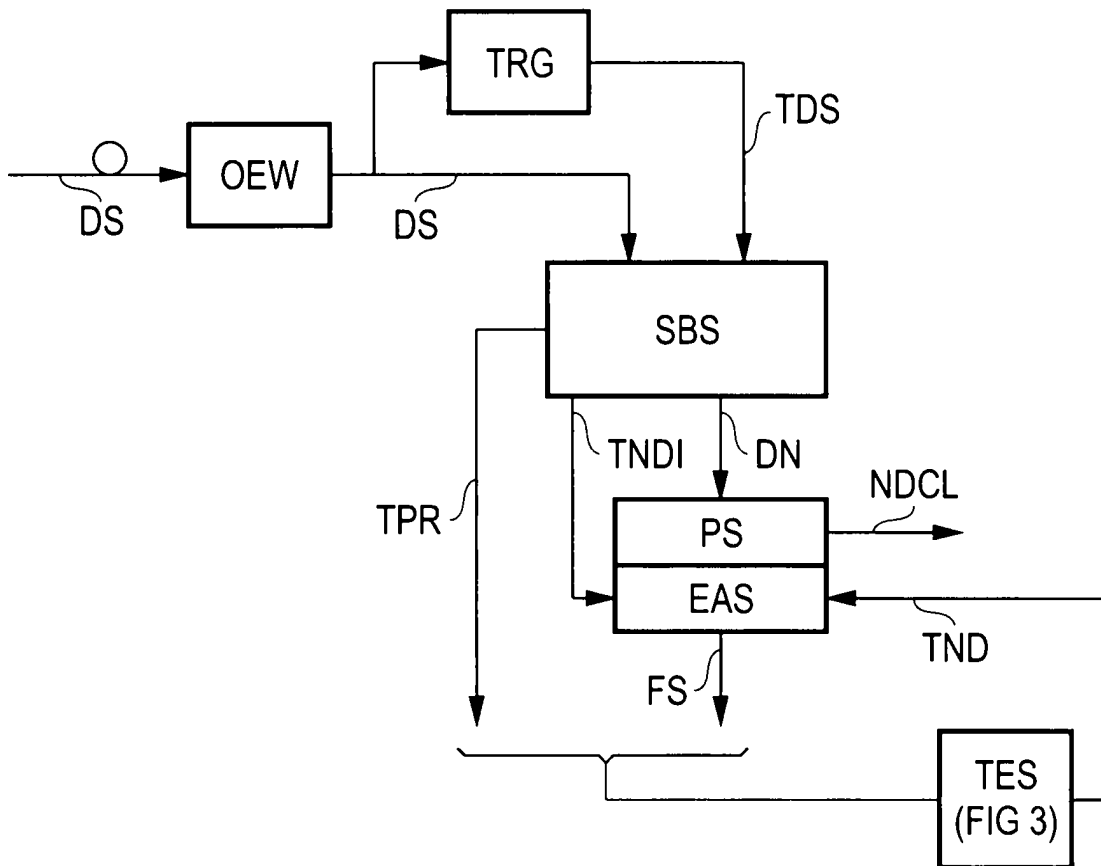 TRG
TDS
OEW
DS
DS
SBS
TNDI
DN
TPR
NDCL
PS
EAS
TND
FS
TES
(FIG 3)